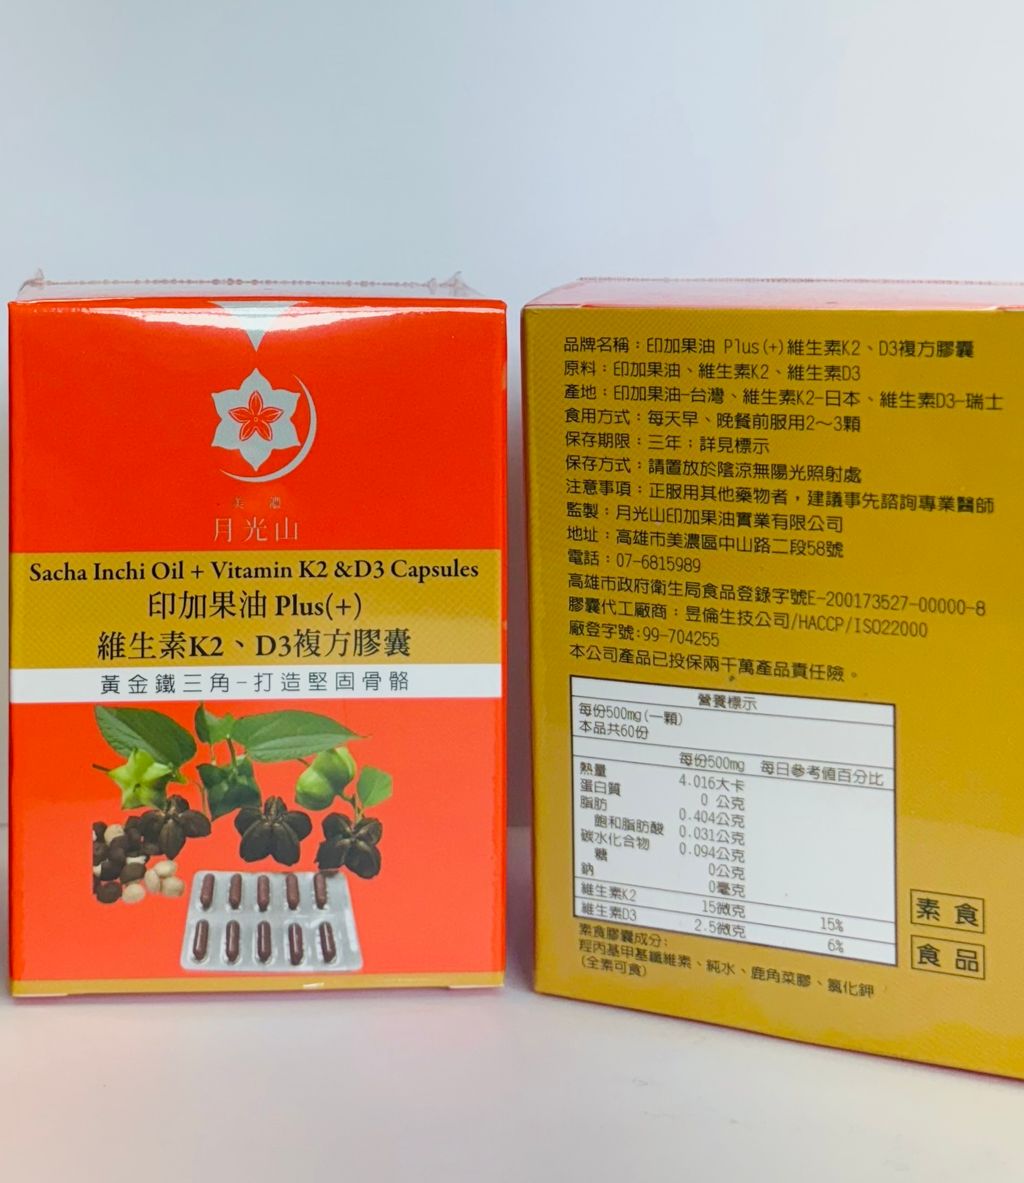 美濃
月光山
Sacha Inchi Oil + Vitamin K2 &D3 Capsules
印加果油 Plus(+)
維生素K2、D3複方膠囊
黃金鐵三角-打造堅固骨骼
品牌名稱：印加果油 Plus(+)維生素K2、D3複方膠囊
原料：印加果油、維生素K2、維生素D3
產地：印加果油-台灣、維生素K2-日本、維生素D3-瑞士
食用方式：每天早、晚餐前服用2～3顆
保存期限：三年；詳見標示
保存方式：請置放於陰涼無陽光照射處
注意事項：正服用其他藥物者，建議事先諮詢專業醫師
監製：月光山印加果油實業有限公司
地址：高雄市美濃區中山路二段58號
電話：07-6815989
高雄市政府衛生局食品登錄字號E-200173527-00000-8
膠囊代工廠商：昱倫生技公司/HACCP/ISO22000
廠登字號:99-704255
本公司產品已投保兩千萬產品責任險。
營養標示
每份500mg(一顆)
本品共60份
每份500mg 每日參考值百分比
熱量 4.016大卡
蛋白質 0 公克
脂肪 0.404公克
飽和脂肪酸 0.031公克
碳水化合物 0.094公克
糖 0公克
鈉 0毫克
維生素K2 15微克 15%
維生素D3 2.5微克 6%
素食膠囊成分:
羥丙基甲基纖維素、純水、鹿角菜膠、氯化鉀
(全素可食)
素食
食品